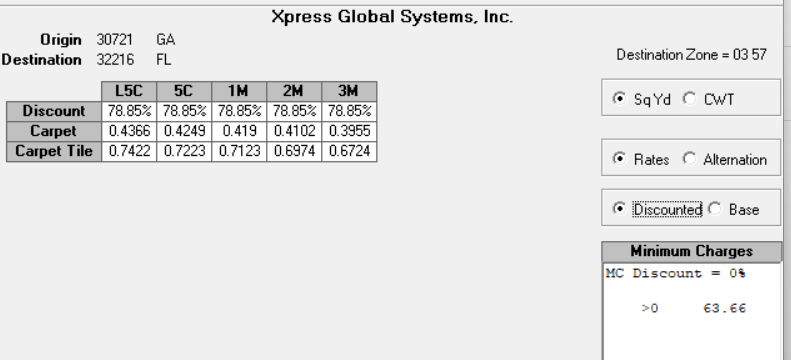 Xpress Global Systems, Inc.
Origin 30721 GA
Destination 32216 FL
Destination Zone = 03 57
L5C 5C 1M 2M 3M
Discount 78.85% 78.85% 78.85% 78.85% 78.85%
Carpet 0.4366 0.4249 0.419 0.4102 0.3955
Carpet Tile 0.7422 0.7223 0.7123 0.6974 0.6724
Sq Yd CWT
Rates Alternation
Discounted Base
Minimum Charges
MC Discount = 0%
>0 63.66